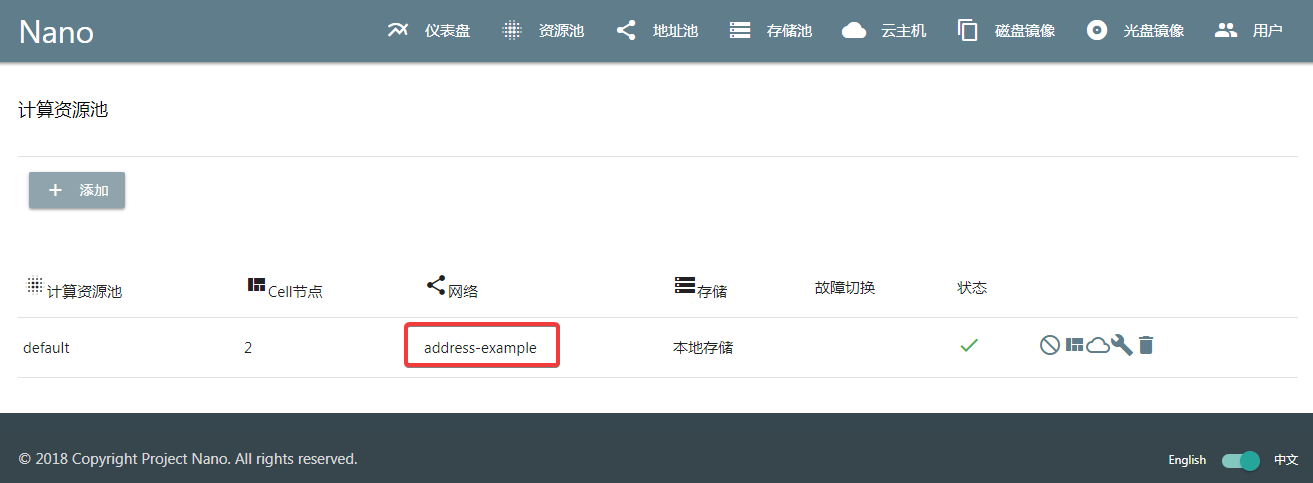 Nano 仪表盘 资源池 地址池 存储池 云主机 磁盘镜像 光盘镜像 用户
计算资源池
添加
计算资源池 Cell节点 网络 存储 故障切换 状态
default 2 address-example 本地存储
© 2018 Copyright Project Nano. All rights reserved. English 中文